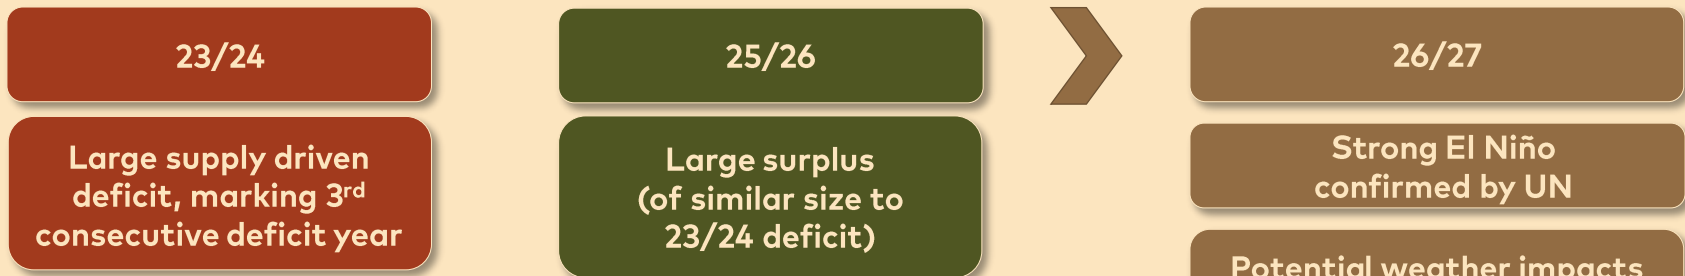 23/24
Large supply driven
deficit, marking 3rd
consecutive deficit year
25/26
Large surplus
(of similar size to
23/24 deficit)
26/27
Strong El Niño
confirmed by UN
Potential weather impacts